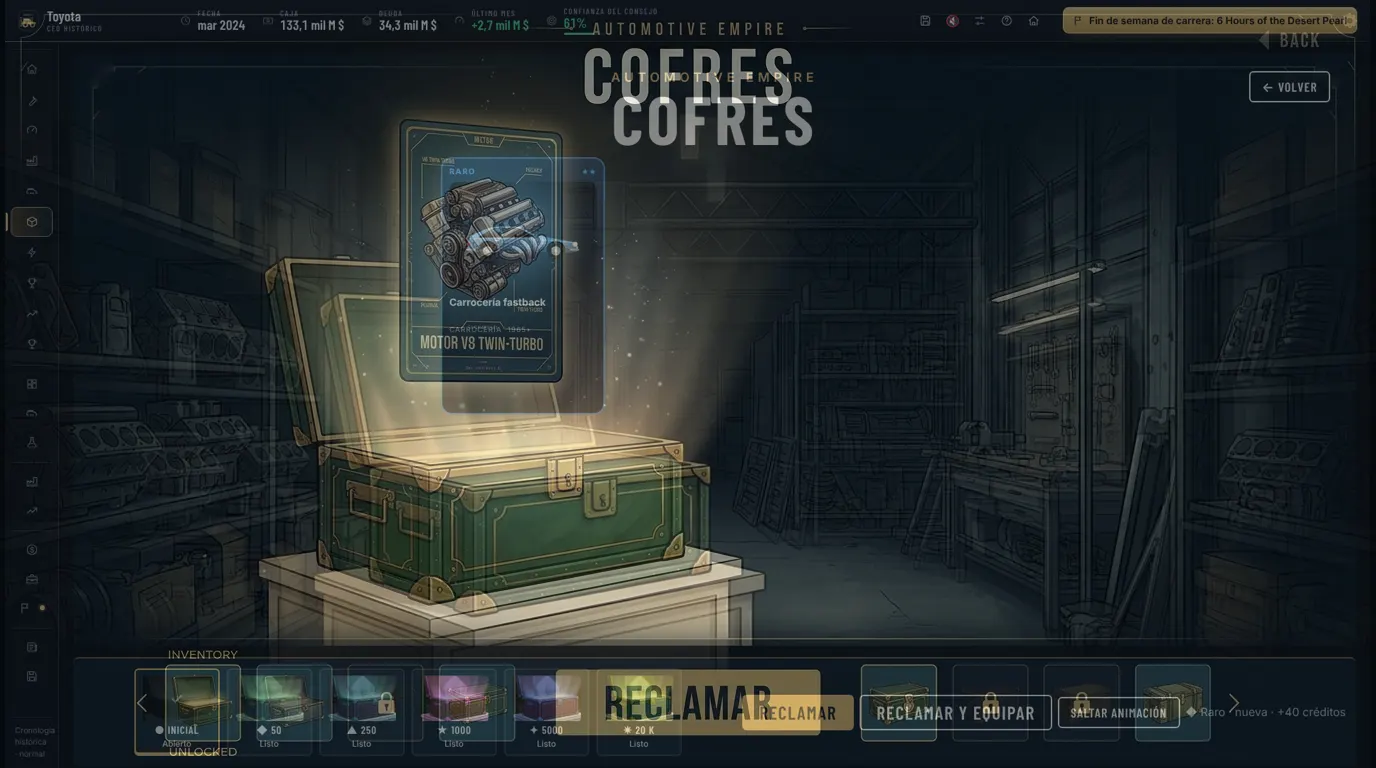 Toyota
CEO HISTÓRICO
FECHA
mar 2024
CAJA
133,1 mil M $
DEUDA
34,3 mil M $
ÚLTIMO MES
+2,7 mil M $
CONFIANZA DEL CONSEJO
61%
Fin de semana de carrera: 6 Hours of the Desert Pearl
AUTOMOTIVE EMPIRE
COFRES
BACK
AUTOMOTIVE EMPIRE
COFRES
VOLVER
MOTOR
RARO
Carrocería fastback
CARROCERÍA · 1965+
MOTOR V8 TWIN-TURBO
INVENTORY
INICIAL
Abierto
50
Listo
250
Listo
1000
Listo
5000
Listo
20 K
Listo
UNLOCKED
RECLAMAR
RECLAMAR
RECLAMAR Y EQUIPAR
SALTAR ANIMACIÓN
Raro · nueva · +40 créditos
Cronología
histórica
· normal